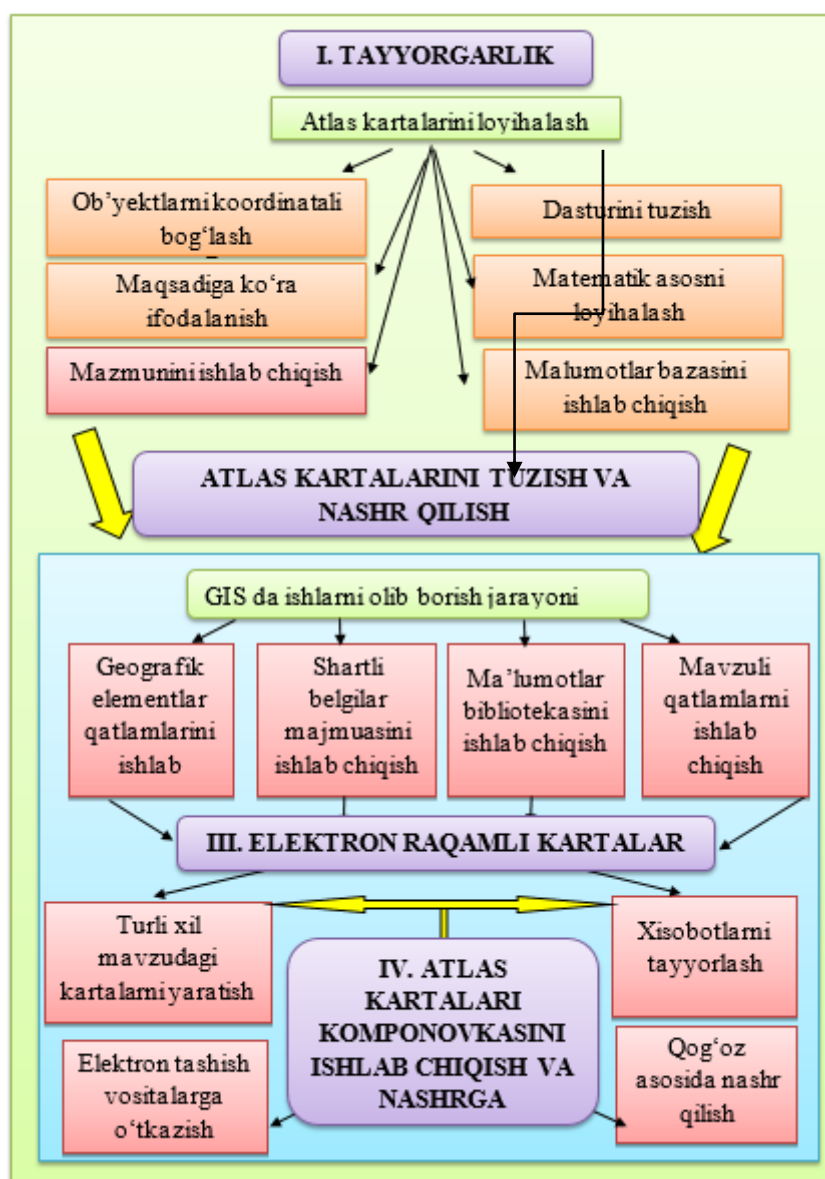 I. TAYYORGARLIK
Atlas kartalarini loyihalash
Ob’yektlarni koordinatali
bog‘lash
Dasturini tuzish
Maqsadiga ko‘ra
ifodalanish
Matematik asosni
loyihalash
Mazmunini ishlab chiqish
Malumotlar bazasini
ishlab chiqish
ATLAS KARTALARINI TUZISH VA
NASHR QILISH
GIS da ishlarni olib borish jarayoni
Geografik
elementlar
qatlamlarini
ishlab
Shartli
belgilar
majmuasini
ishlab chiqish
Ma’lumotlar
bibliotekasini
ishlab chiqish
Mavzuli
qatlamlarni
ishlab
chiqish
III. ELEKTRON RAQAMLI KARTALAR
Turli xil
mavzudagi
kartalarni yaratish
Xisobotlarni
tayyorlash
IV. ATLAS
KARTALARI
KOMPONOVKASINI
ISHLAB CHIQISH VA
NASHRGA
Elektron tashish
vositalarga
o‘tkazish
Qog‘oz
asosida nashr
qilish